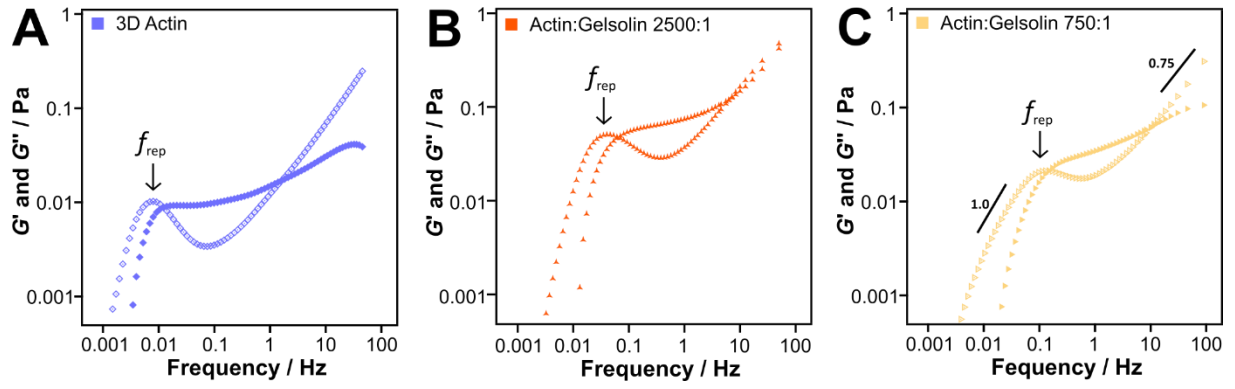 A
3D Actin
G' and G'' / Pa
1
0.1
0.01
0.001
f rep
0.001 0.01 0.1 1 10 100
Frequency / Hz
B
Actin:Gelsolin 2500:1
G' and G'' / Pa
1
0.1
0.01
0.001
f rep
0.001 0.01 0.1 1 10 100
Frequency / Hz
C
Actin:Gelsolin 750:1
G' and G'' / Pa
1
0.1
0.01
0.001
0.75
f rep
1.0
0.001 0.01 0.1 1 10 100
Frequency / Hz